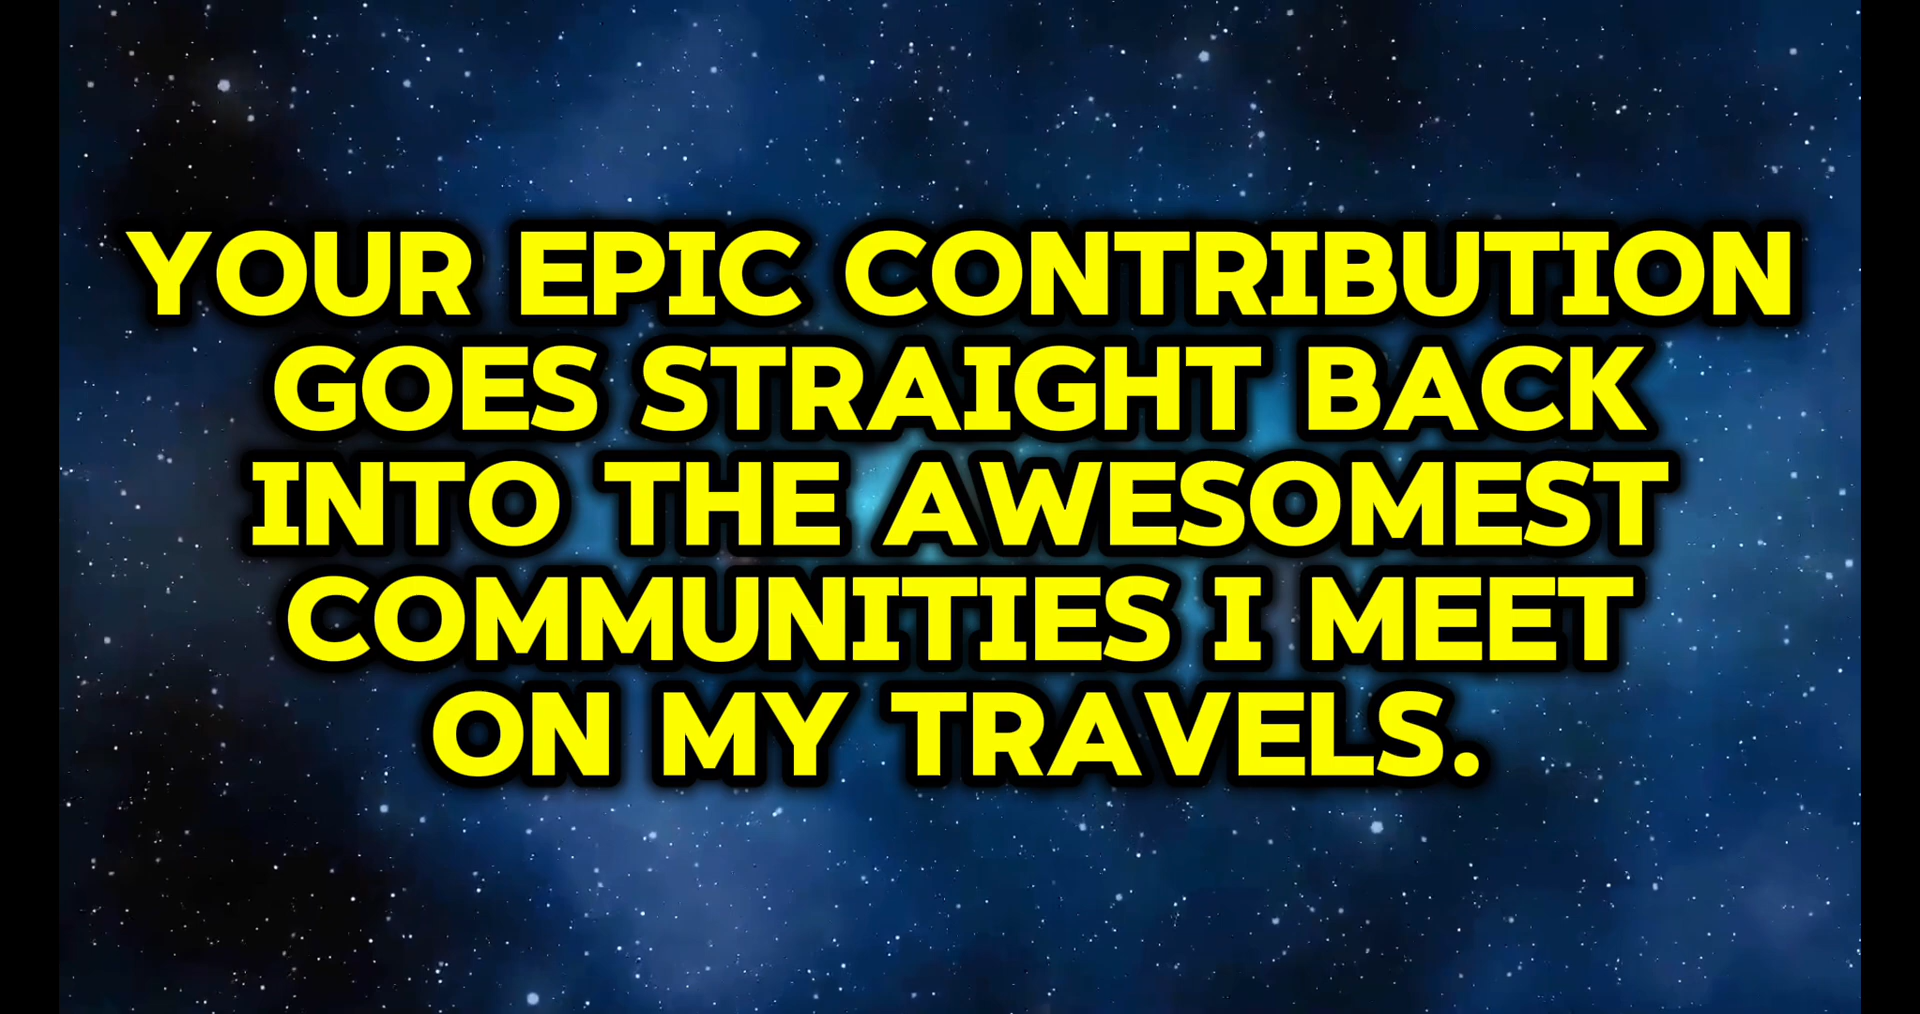 YOUR EPIC CONTRIBUTION
GOES STRAIGHT BACK
INTO THE AWESOMEST
COMMUNITIES I MEET
ON MY TRAVELS.